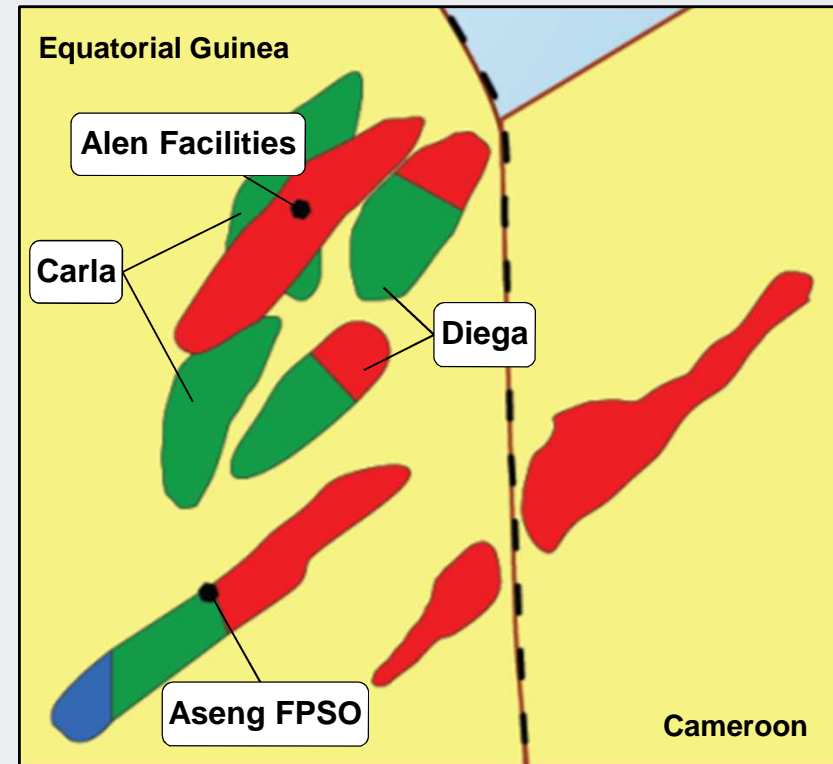 Equatorial Guinea
Alen Facilities
Carla
Diega
Aseng FPSO
Cameroon